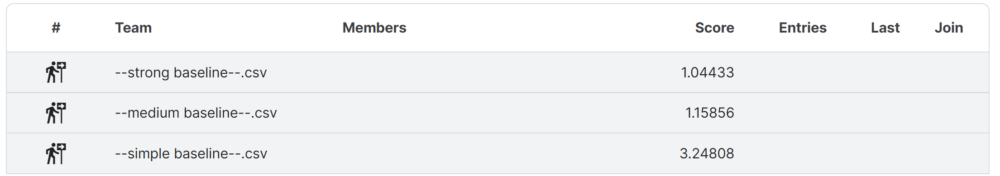 # Team Members Score Entries Last Join
--strong baseline--.csv 1.04433
--medium baseline--.csv 1.15856
--simple baseline--.csv 3.24808